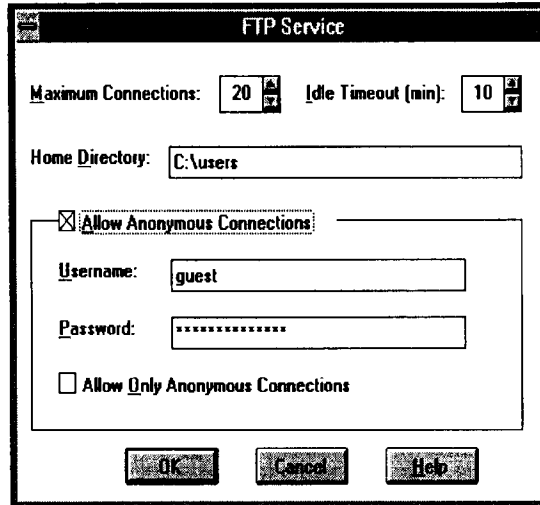 FTP Service
Maximum Connections: 20 Idle Timeout (min): 10
Home Directory: C:\users
Allow Anonymous Connections
Username: guest
Password: **************
Allow Only Anonymous Connections
OK Cancel Help